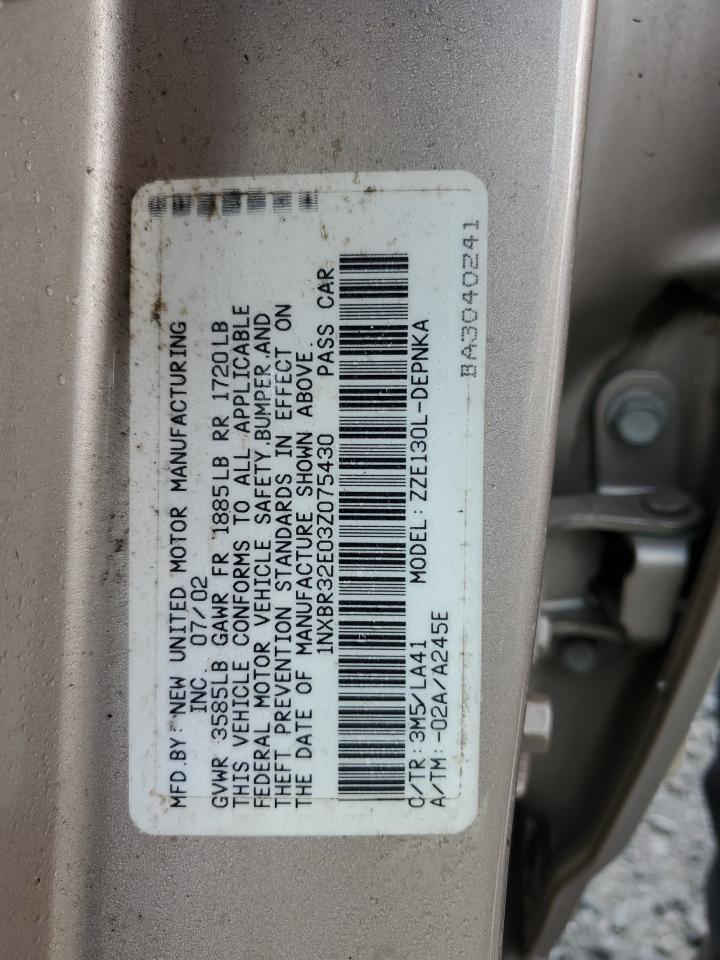 MFD.BY: NEW UNITED MOTOR MANUFACTURING
INC. 07/02
GVWR 3585LB GAWR FR 1885LB RR 1720LB
THIS VEHICLE CONFORMS TO ALL APPLICABLE
FEDERAL MOTOR VEHICLE SAFETY,BUMPER,AND
THEFT PREVENTION STANDARDS IN EFFECT ON
THE DATE OF MANUFACTURE SHOWN ABOVE.
1NXBR32E03Z075430 PASS CAR
C/TR:3M5/LA41 MODEL:ZZE130L-DEPNKA
A/TM:-02A/A245E
BA3040241